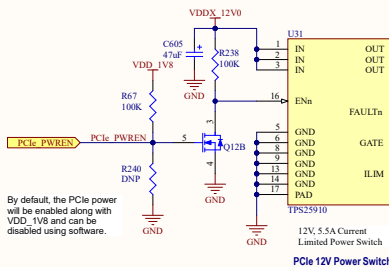 VDDX_12V0
U31
C605
47uF
R238
100K
VDD_1V8
GND
R67
100K
1 IN OUT
2 IN OUT
3 IN OUT
16 ENn
FAULTn
3
PCIe_PWREN PCIe_PWREN 5
Q12B
4
5 GND
6 GND GATE
8 GND
9 GND
13 GND ILIM
14 GND
17 PAD
TPS25910
R240
DNP
GND
GND
GND
By default, the PCIe power
will be enabled along with
VDD_1V8 and can be
disabled using software.
12V, 5.5A Current
Limited Power Switch
PCIe 12V Power Switch